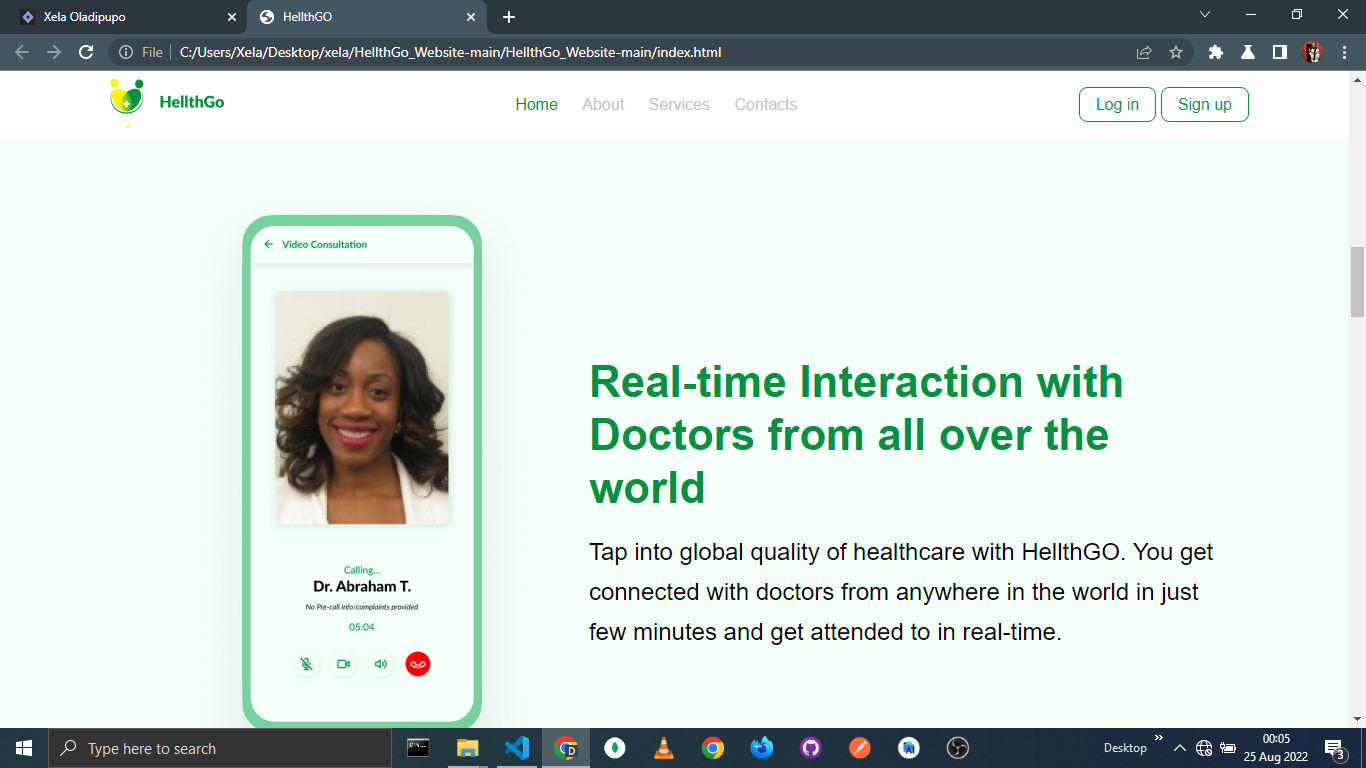 Xela Oladipupo
HellthGO
File
C:/Users/Xela/Desktop/xela/HellthGo_Website-main/HellthGo_Website-main/index.html
HellthGo
Home
About
Services
Contacts
Log in
Sign up
Video Consultation
Calling...
Dr. Abraham T.
No Pre-call info/complaints provided
05:04
Real-time Interaction with
Doctors from all over the
world
Tap into global quality of healthcare with HellthGO. You get
connected with doctors from anywhere in the world in just
few minutes and get attended to in real-time.
Type here to search
D
Desktop
00:05
25 Aug 2022
3